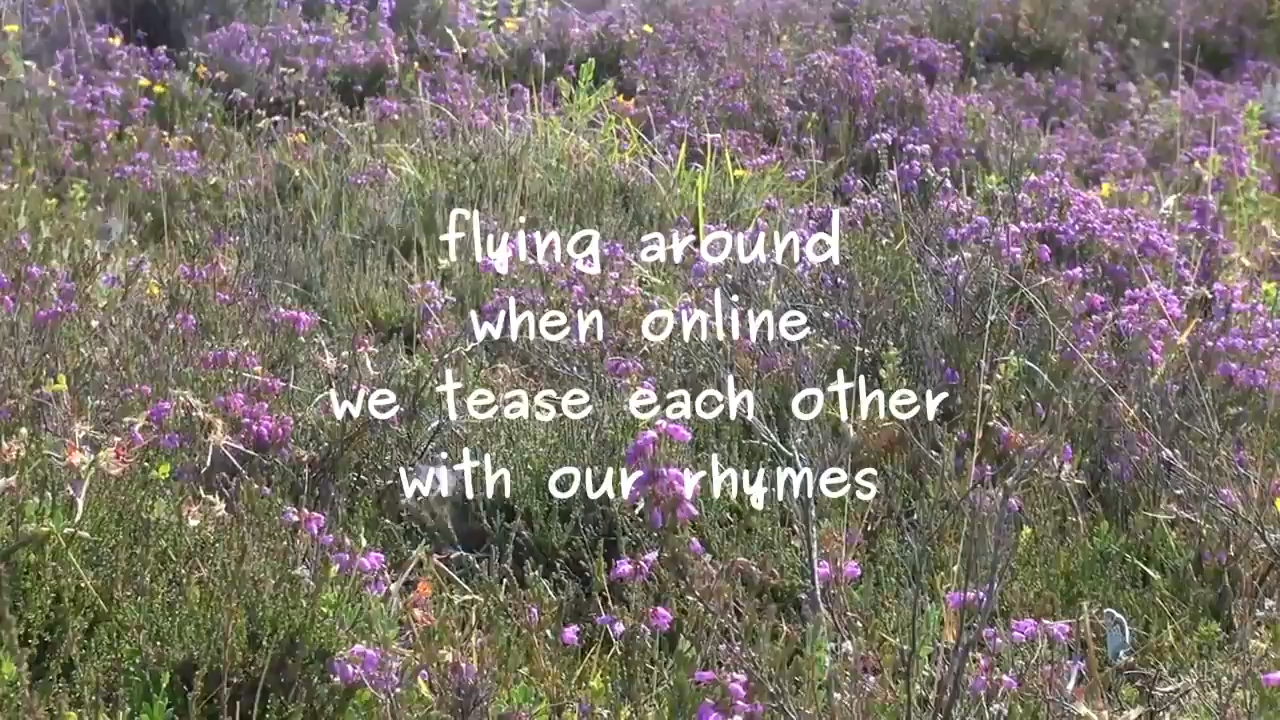 flying around
when online
we tease each other
with our rhymes